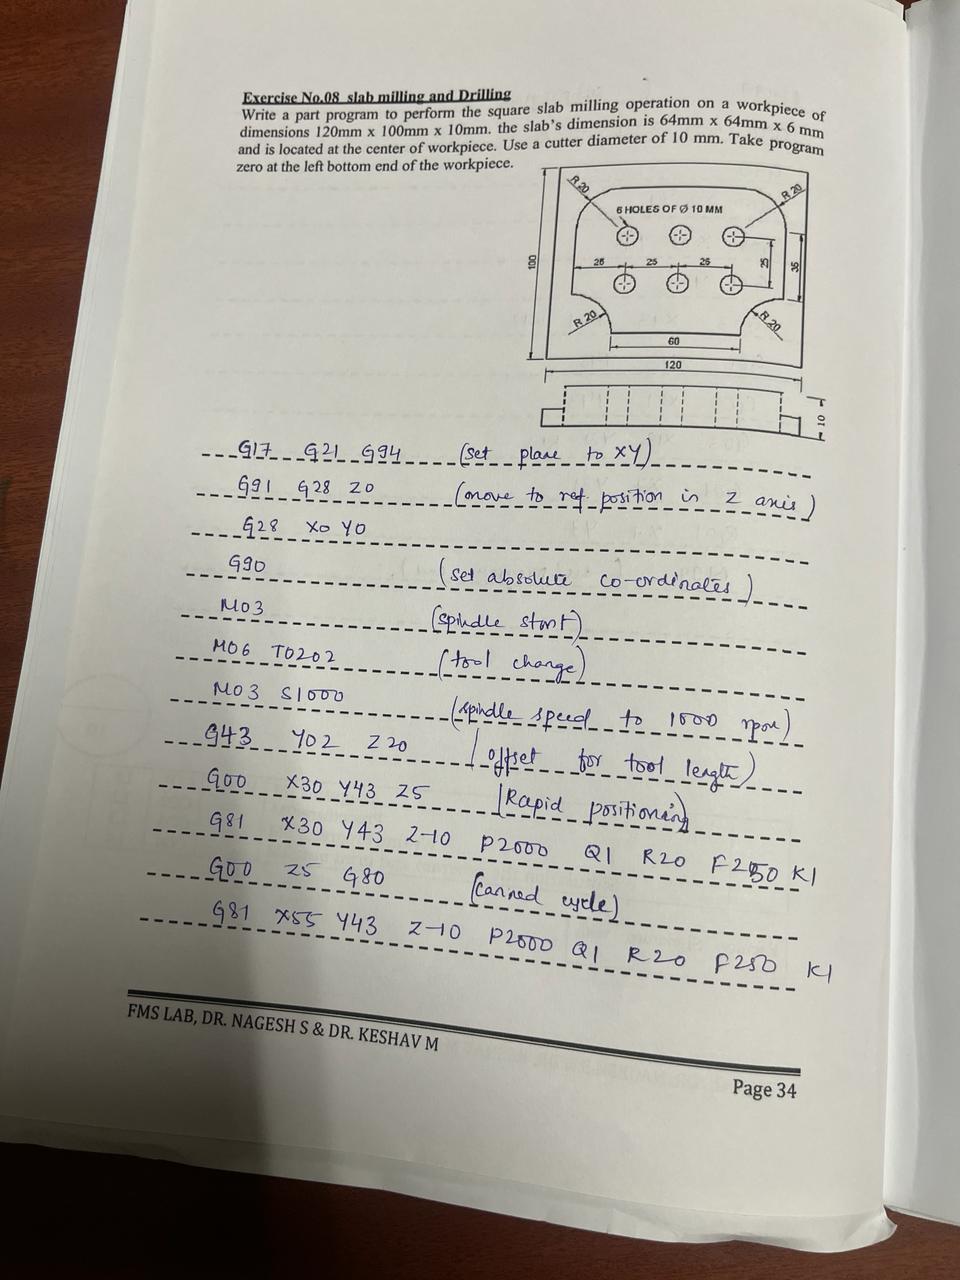 Exercise No.08 slab milling and Drilling
Write a part program to perform the square slab milling operation on a workpiece of
dimensions 120mm x 100mm x 10mm. the slab's dimension is 64mm x 64mm x 6 mm
and is located at the center of workpiece. Use a cutter diameter of 10 mm. Take program
zero at the left bottom end of the workpiece.
R 20
R 20
6 HOLES OF Ø 10 MM
100
25
25
25
35
R 20
R 20
60
120
10
G17 G21 G94 (set plane to XY)
G91 G28 Z0 (move to ref position in Z axis)
G28 X0 Y0
G90 (set absolute co-ordinates)
M03 (spindle start)
M06 T0202 (tool change)
M03 S1000 (spindle speed to 1000 rpm)
G43 Y02 Z20 (offset for tool length)
G00 X30 Y43 Z5 (Rapid positioning)
G81 X30 Y43 Z-10 P2000 Q1 R20 F250 K1
G00 Z5 G80 (Canned cycle)
G81 X55 Y43 Z-10 P2000 Q1 R20 F250 K1
FMS LAB, DR. NAGESH S & DR. KESHAV M
Page 34